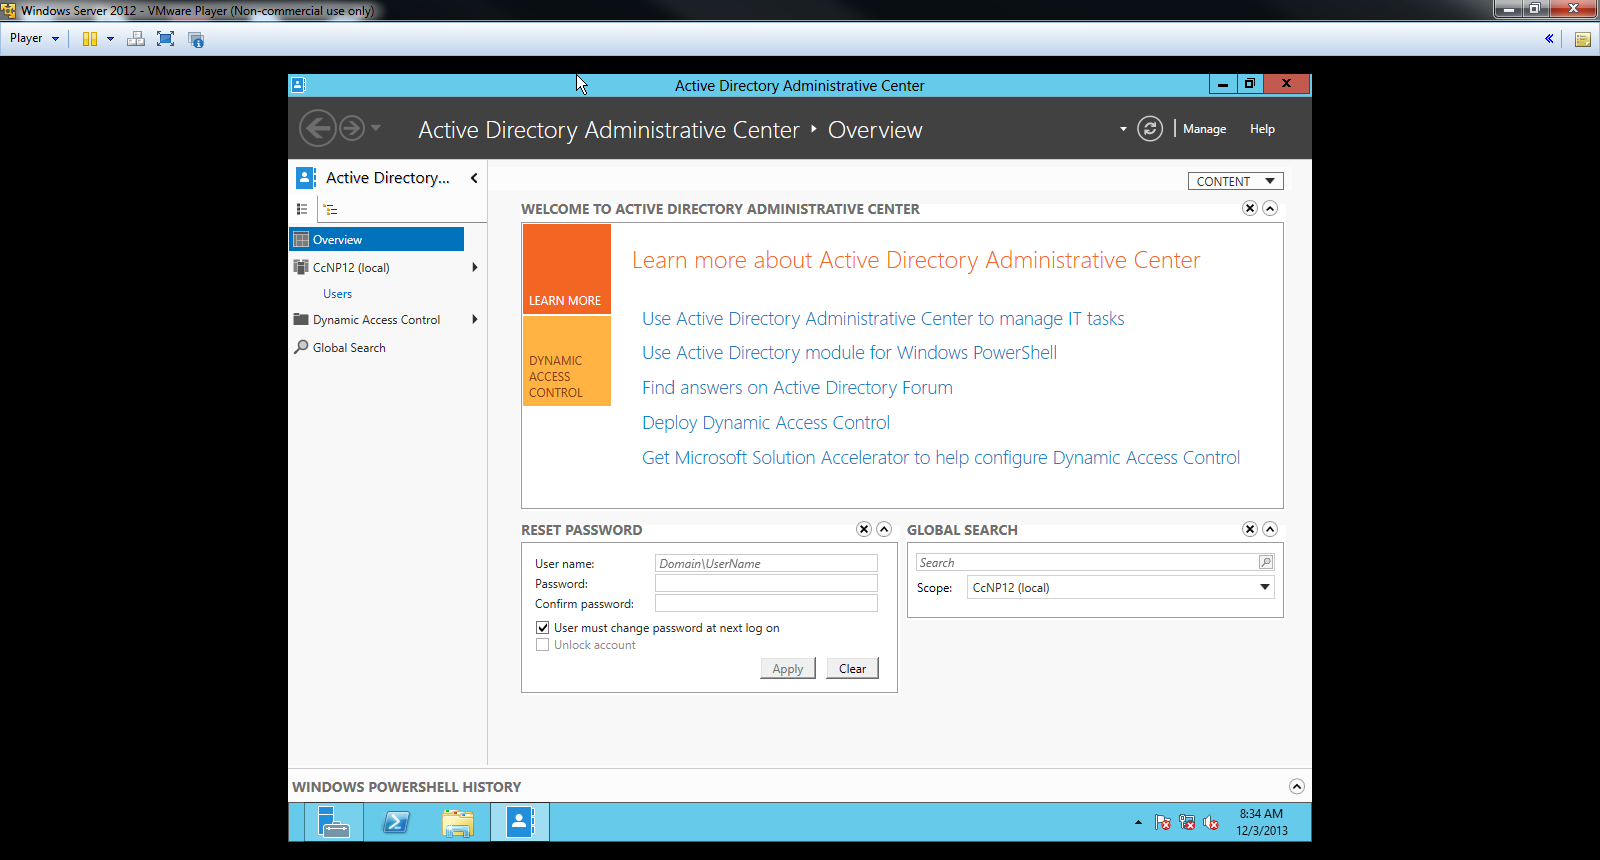 Windows Server 2012 - VMware Player (Non-commercial use only)
Player
Active Directory Administrative Center
Active Directory Administrative Center Overview
Manage
Help
Active Directory...
CONTENT
Overview
CcNP12 (local)
Users
Dynamic Access Control
Global Search
WELCOME TO ACTIVE DIRECTORY ADMINISTRATIVE CENTER
LEARN MORE
DYNAMIC
ACCESS
CONTROL
Learn more about Active Directory Administrative Center
Use Active Directory Administrative Center to manage IT tasks
Use Active Directory module for Windows PowerShell
Find answers on Active Directory Forum
Deploy Dynamic Access Control
Get Microsoft Solution Accelerator to help configure Dynamic Access Control
RESET PASSWORD
User name:
Domain\UserName
Password:
Confirm password:
User must change password at next log on
Unlock account
Apply
Clear
GLOBAL SEARCH
Search
Scope:
CcNP12 (local)
WINDOWS POWERSHELL HISTORY
8:34 AM
12/3/2013